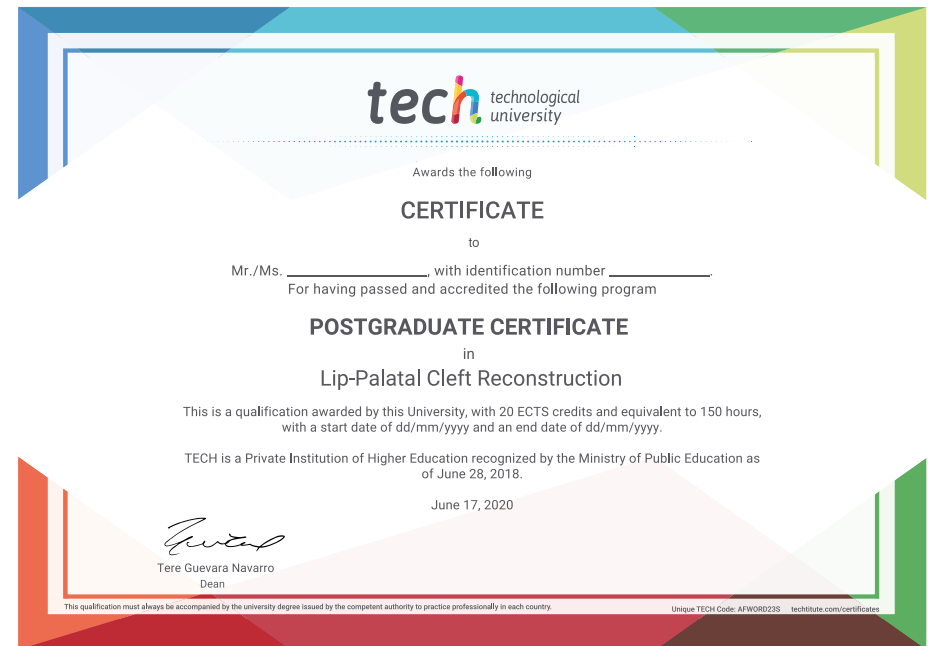 tech technological
university
Awards the following
CERTIFICATE
to
Mr./Ms. ____________________, with identification number ______________.
For having passed and accredited the following program
POSTGRADUATE CERTIFICATE
in
Lip-Palatal Cleft Reconstruction
This is a qualification awarded by this University, with 20 ECTS credits and equivalent to 150 hours,
with a start date of dd/mm/yyyy and an end date of dd/mm/yyyy.
TECH is a Private Institution of Higher Education recognized by the Ministry of Public Education as
of June 28, 2018.
June 17, 2020
Tere Guevara Navarro
Dean
This qualification must always be accompanied by the university degree issued by the competent authority to practice professionally in each country.
Unique TECH Code: AFWORD23S techtitute.com/certificates